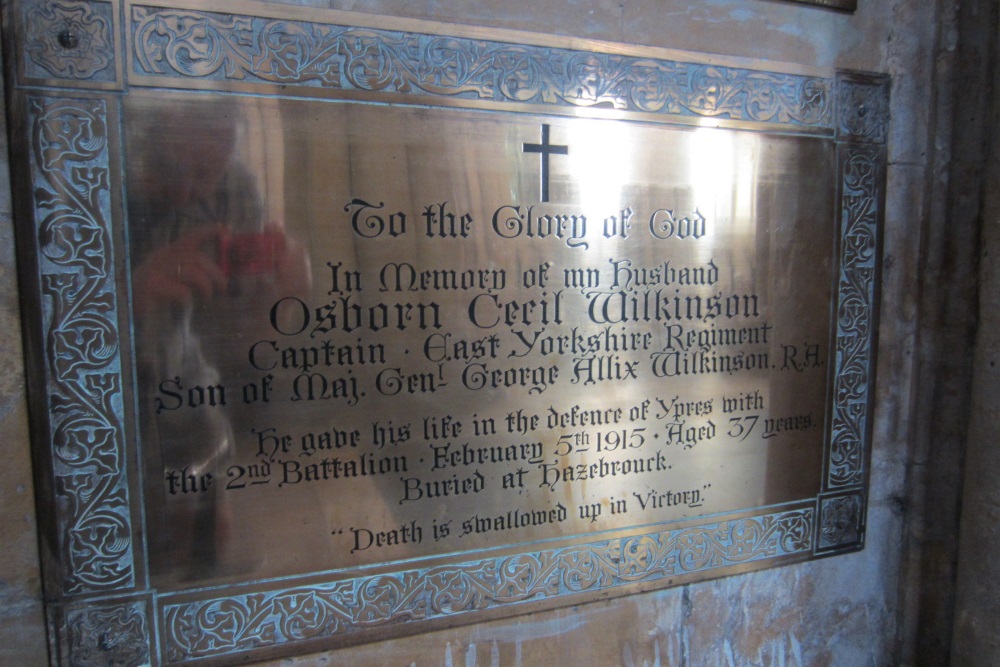 To the Glory of God
In Memory of my Husband
Osborn Cecil Wilkinson
Captain · East Yorkshire Regiment
Son of Maj. Genl George Allix Wilkinson. R.A.
He gave his life in the defence of Ypres with
the 2nd Battalion · February 5th 1915 · Aged 37 years.
Buried at Hazebrouck.
"Death is swallowed up in Victory."